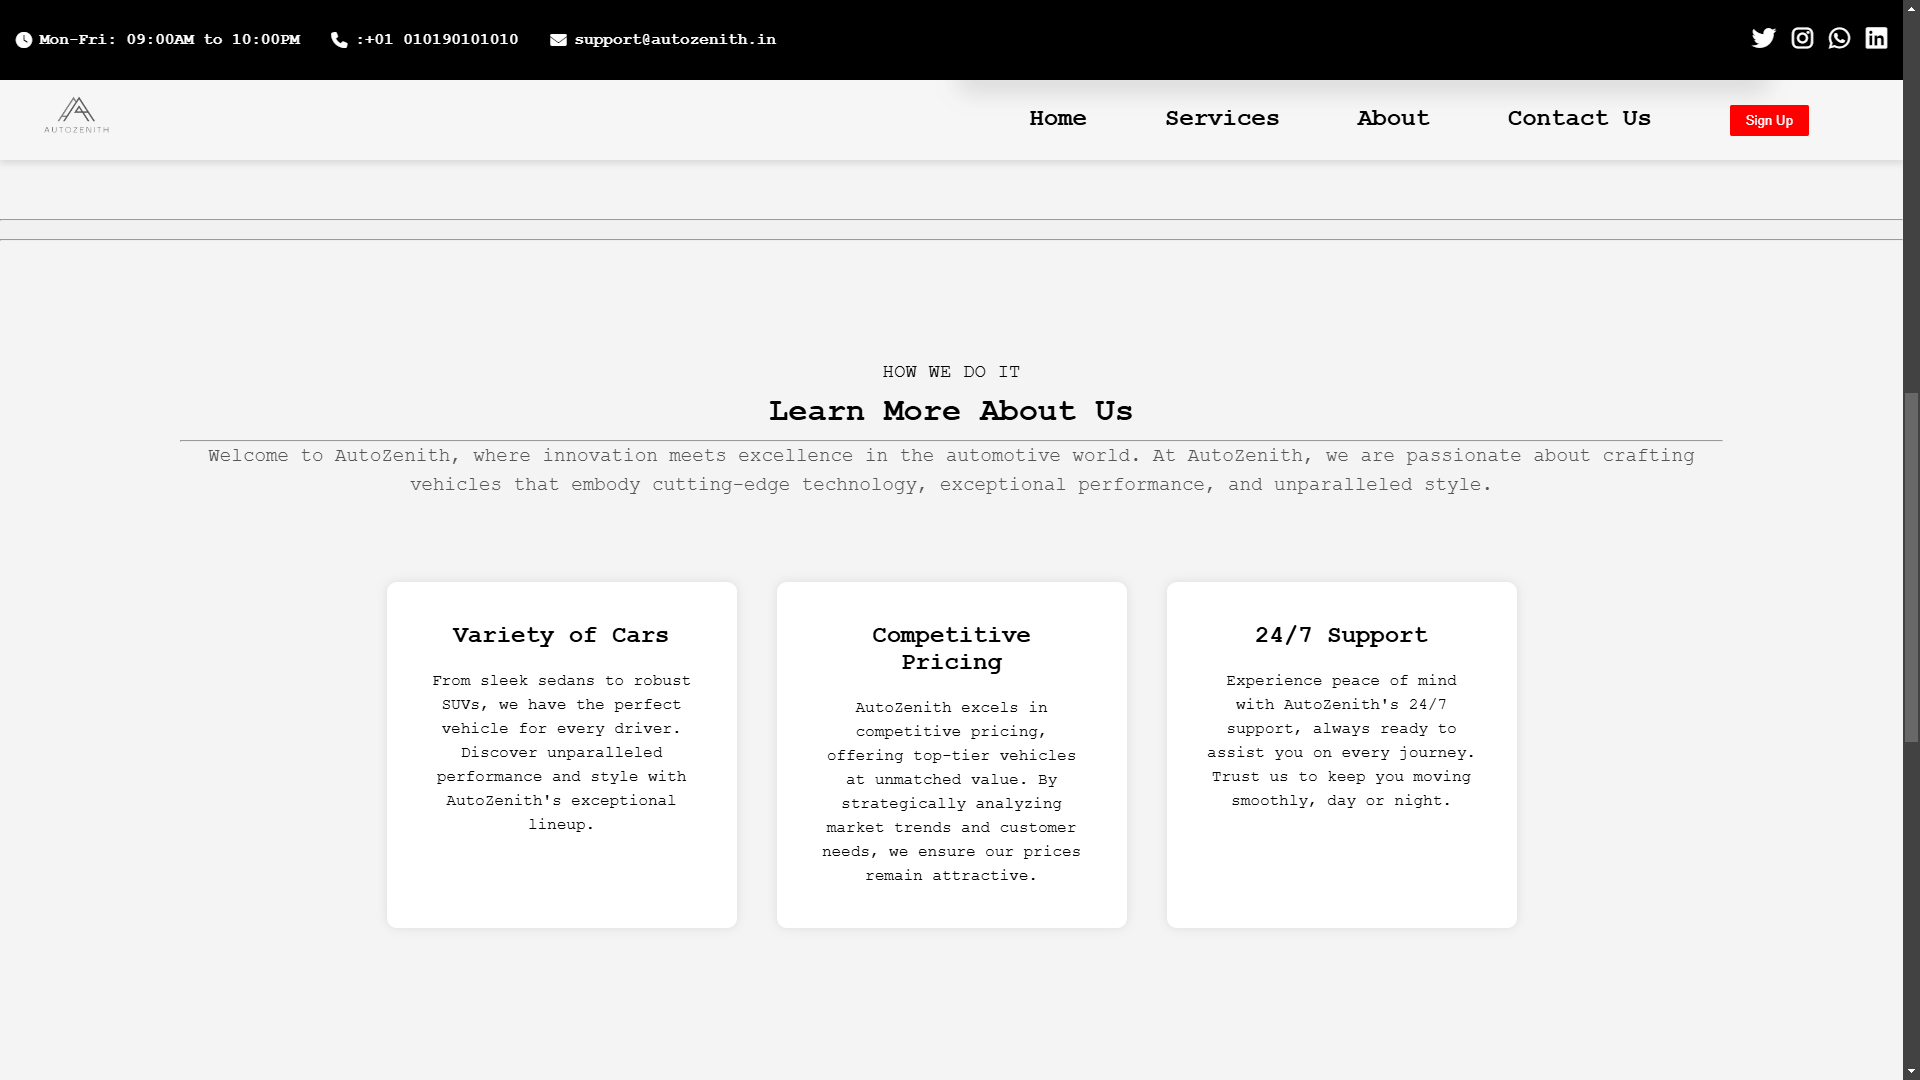 Mon-Fri: 09:00AM to 10:00PM :+01 010190101010 support@autozenith.in
AUTOZENITH
Home Services About Contact Us Sign Up
HOW WE DO IT
Learn More About Us
Welcome to AutoZenith, where innovation meets excellence in the automotive world. At AutoZenith, we are passionate about crafting
vehicles that embody cutting-edge technology, exceptional performance, and unparalleled style.
Variety of Cars
From sleek sedans to robust
SUVs, we have the perfect
vehicle for every driver.
Discover unparalleled
performance and style with
AutoZenith's exceptional
lineup.
Competitive
Pricing
AutoZenith excels in
competitive pricing,
offering top-tier vehicles
at unmatched value. By
strategically analyzing
market trends and customer
needs, we ensure our prices
remain attractive.
24/7 Support
Experience peace of mind
with AutoZenith's 24/7
support, always ready to
assist you on every journey.
Trust us to keep you moving
smoothly, day or night.